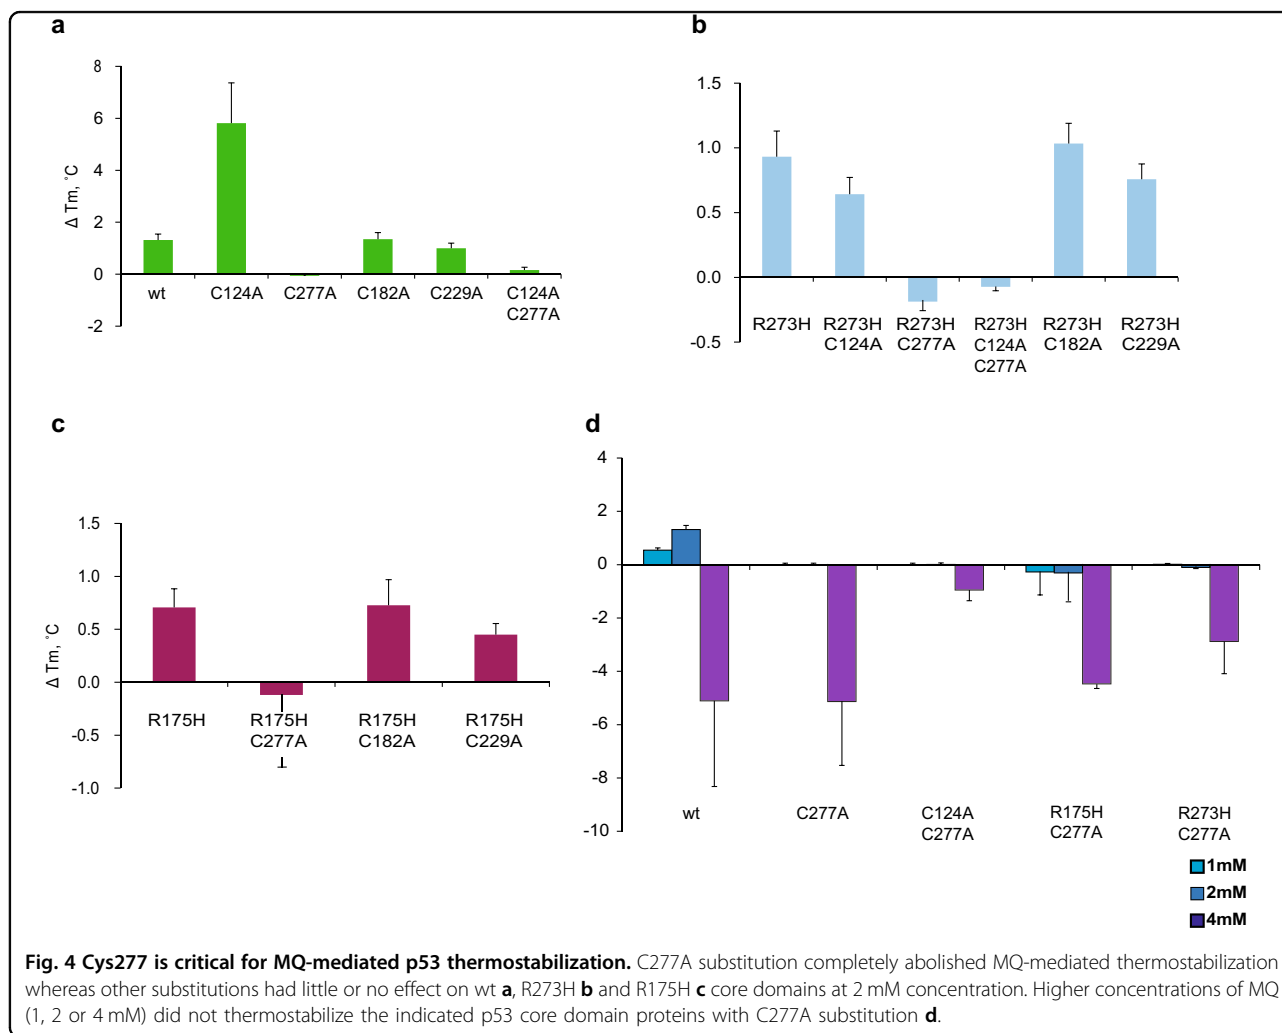 a
8
6
4
2
0
-2
Δ Tm, ˚C
wt
C124A
C277A
C182A
C229A
C124A
C277A
b
1.5
1.0
0.5
0.0
-0.5
R273H
R273H
C124A
R273H
C277A
R273H
C124A
C277A
R273H
C182A
R273H
C229A
c
1.5
1.0
0.5
0.0
-0.5
-1.0
Δ Tm, ˚C
R175H
R175H
C277A
R175H
C182A
R175H
C229A
d
4
2
0
-2
-4
-6
-8
-10
wt
C277A
C124A
C277A
R175H
C277A
R273H
C277A
1mM
2mM
4mM
Fig. 4 Cys277 is critical for MQ-mediated p53 thermostabilization. C277A substitution completely abolished MQ-mediated thermostabilization
whereas other substitutions had little or no effect on wt a, R273H b and R175H c core domains at 2 mM concentration. Higher concentrations of MQ
(1, 2 or 4 mM) did not thermostabilize the indicated p53 core domain proteins with C277A substitution d.